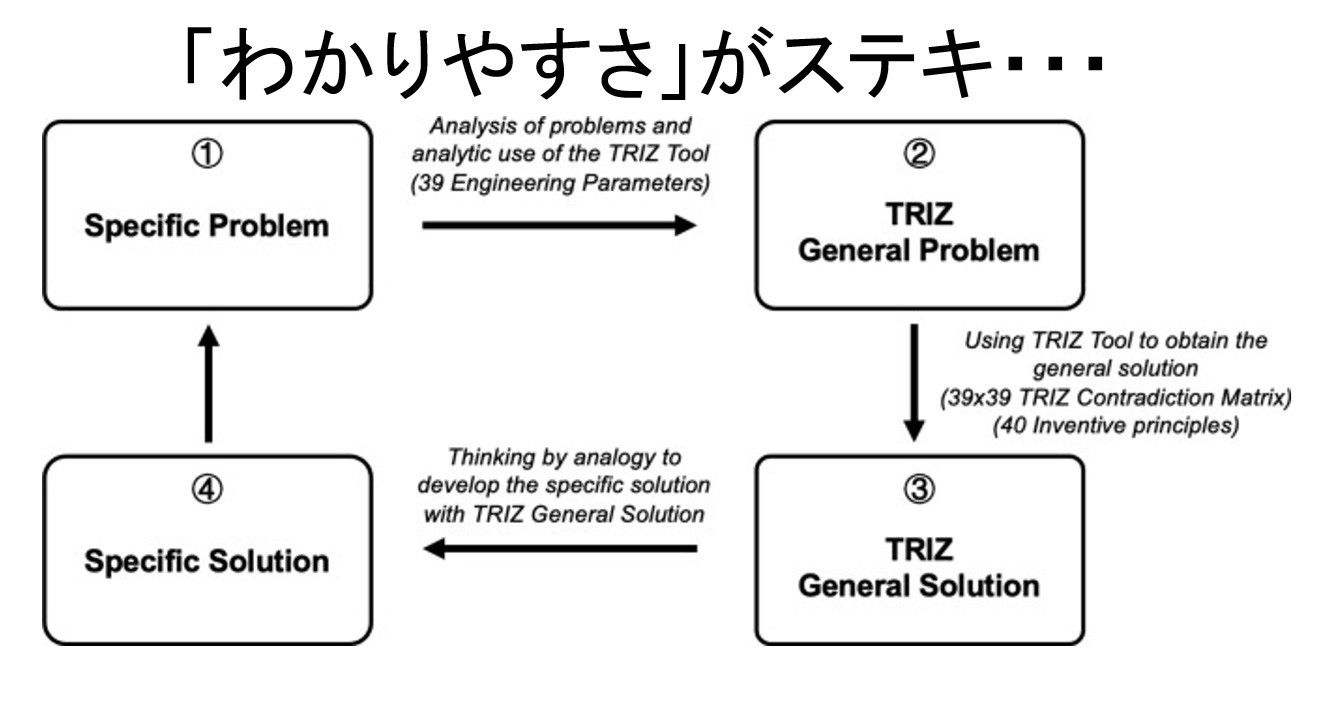 「わかりやすさ」がステキ・・・
①
Specific Problem
Analysis of problems and
analytic use of the TRIZ Tool
(39 Engineering Parameters)
②
TRIZ
General Problem
Using TRIZ Tool to obtain the
general solution
(39x39 TRIZ Contradiction Matrix)
(40 Inventive principles)
③
TRIZ
General Solution
Thinking by analogy to
develop the specific solution
with TRIZ General Solution
④
Specific Solution